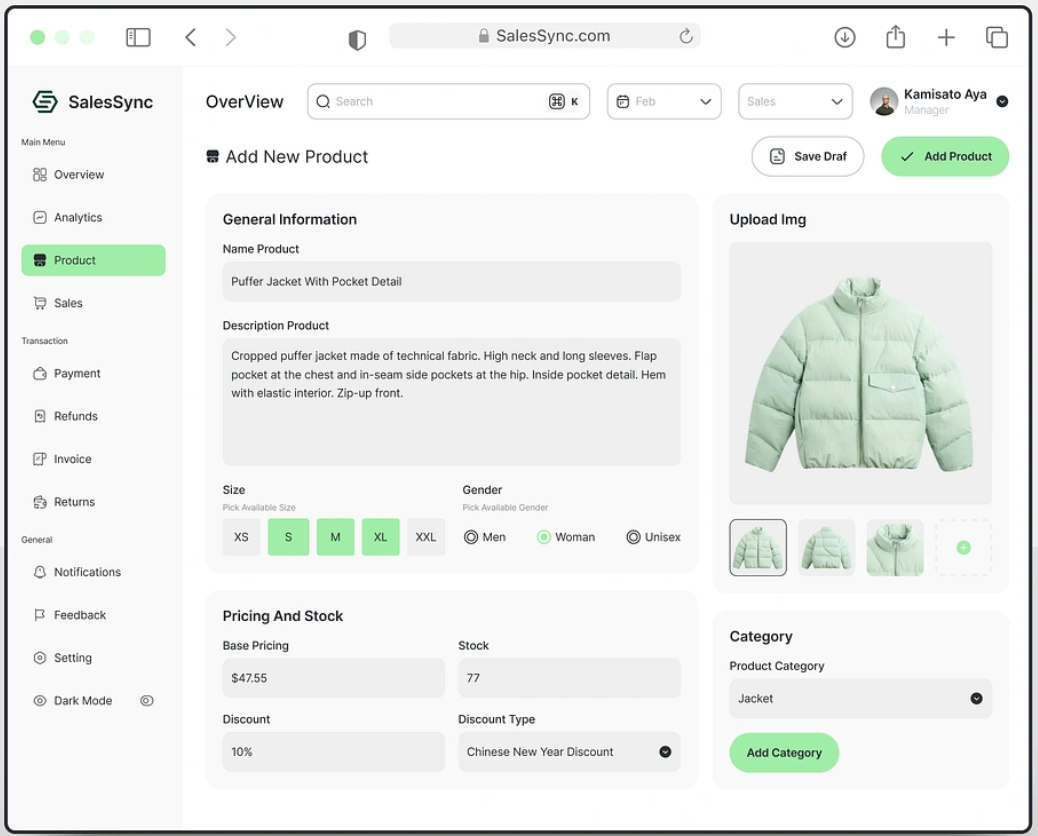 SalesSync.com
SalesSync
OverView
Search
⌘ K
Feb
Sales
Kamisato Aya
Manager
Main Menu
Overview
Analytics
Product
Sales
Transaction
Payment
Refunds
Invoice
Returns
General
Notifications
Feedback
Setting
Dark Mode
Add New Product
Save Draf
Add Product
General Information
Name Product
Puffer Jacket With Pocket Detail
Description Product
Cropped puffer jacket made of technical fabric. High neck and long sleeves. Flap
pocket at the chest and in-seam side pockets at the hip. Inside pocket detail. Hem
with elastic interior. Zip-up front.
Size
Pick Available Size
XS S M XL XXL
Gender
Pick Available Gender
Men Woman Unisex
Pricing And Stock
Base Pricing
$47.55
Stock
77
Discount
10%
Discount Type
Chinese New Year Discount
Upload Img
Category
Product Category
Jacket
Add Category